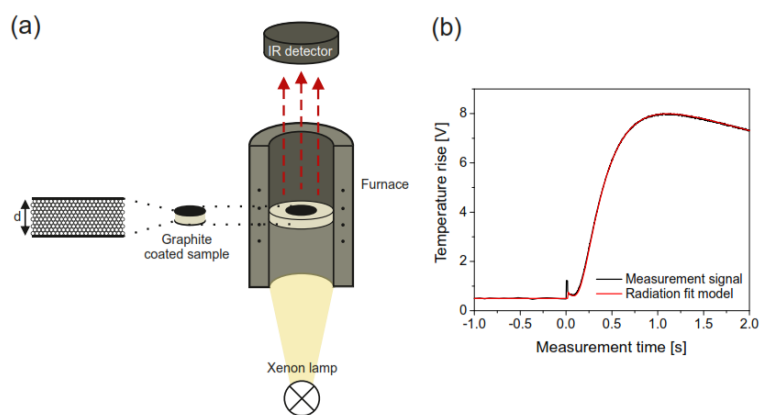 (a)
IR detector
Furnace
d
Graphite
coated sample
Xenon lamp
(b)
Temperature rise [V]
8
6
4
2
0
Measurement signal
Radiation fit model
-1.0 -0.5 0.0 0.5 1.0 1.5 2.0
Measurement time [s]